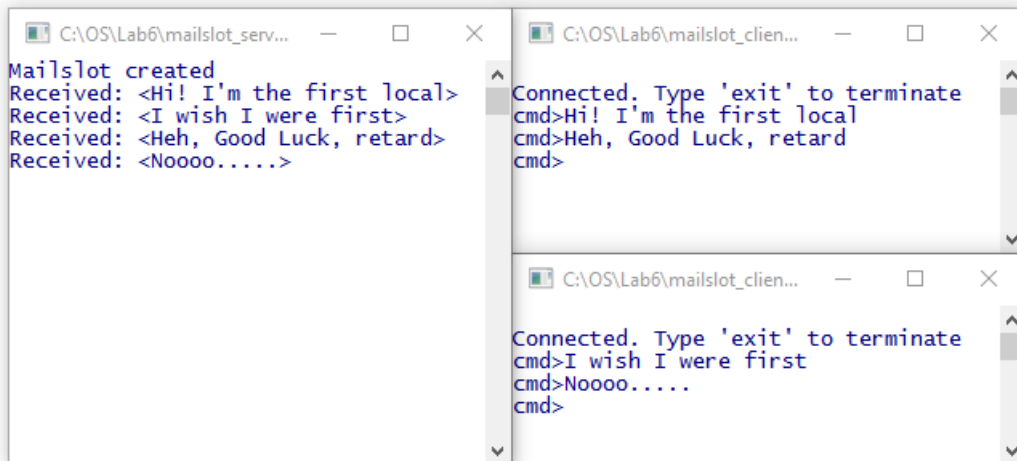 C:\OS\Lab6\mailslot_serv...
Mailslot created
Received: <Hi! I'm the first local>
Received: <I wish I were first>
Received: <Heh, Good Luck, retard>
Received: <Noooo.....>
C:\OS\Lab6\mailslot_clien...
Connected. Type 'exit' to terminate
cmd>Hi! I'm the first local
cmd>Heh, Good Luck, retard
cmd>
C:\OS\Lab6\mailslot_clien...
Connected. Type 'exit' to terminate
cmd>I wish I were first
cmd>Noooo.....
cmd>